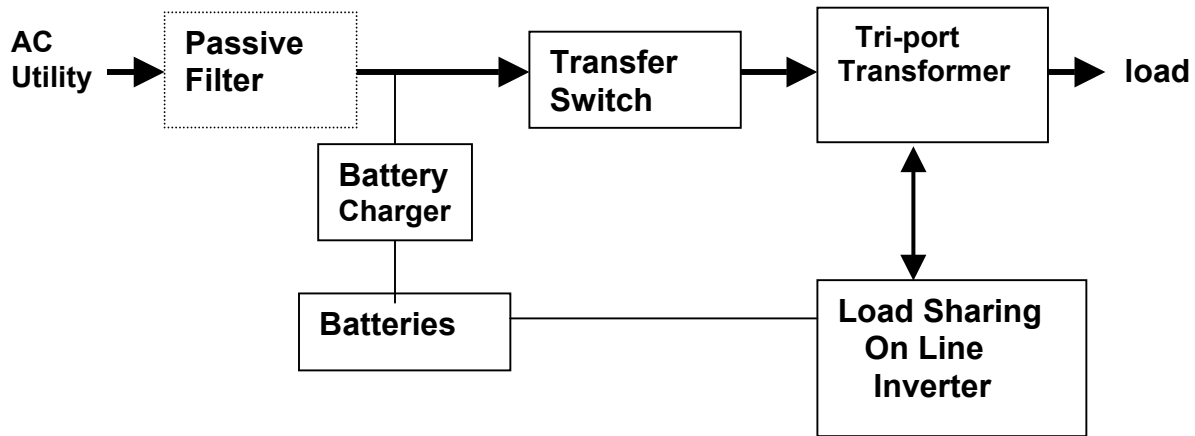 AC
Utility
Passive
Filter
Transfer
Switch
Tri-port
Transformer
load
Battery
Charger
Batteries
Load Sharing
On Line
Inverter